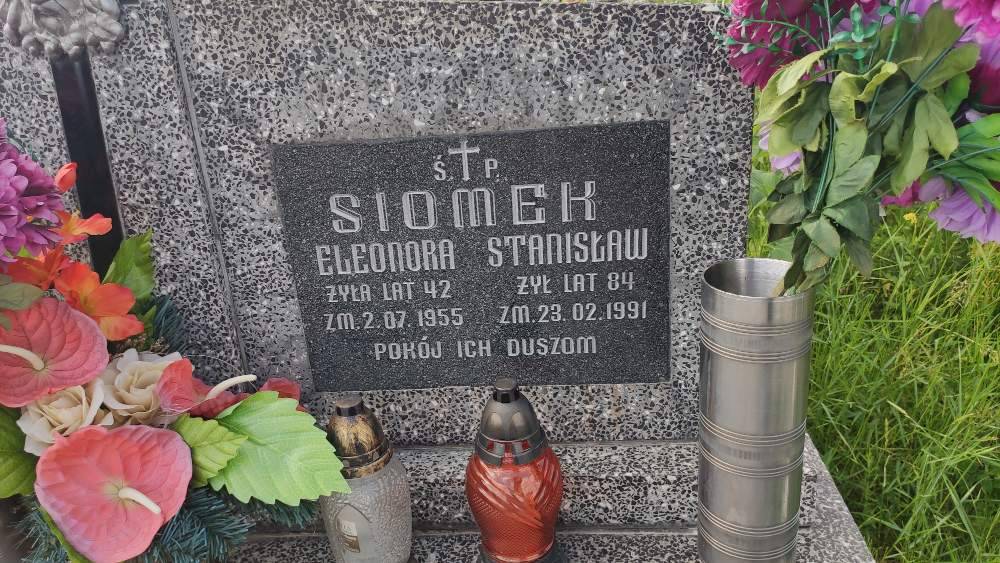 Ś. P.
SIOMEK
ELEONORA STANISŁAW
ŻYŁA LAT 42 ŻYŁ LAT 84
ZM. 2.07.1955 ZM. 23.02.1991
POKÓJ ICH DUSZOM